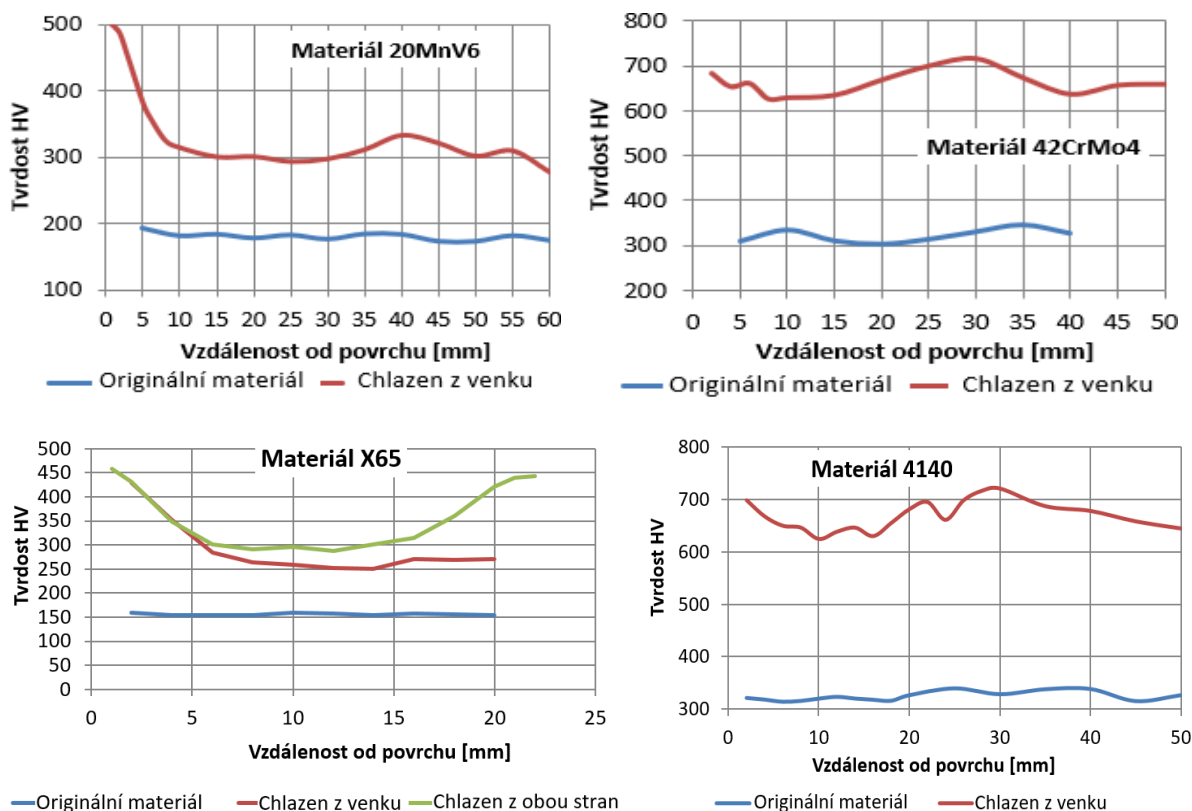 Materiál 20MnV6
Tvrdost HV
500
400
300
200
100
0 5 10 15 20 25 30 35 40 45 50 55 60
Vzdálenost od povrchu [mm]
Originální materiál Chlazen z venku
Materiál 42CrMo4
Tvrdost HV
800
700
600
500
400
300
200
0 5 10 15 20 25 30 35 40 45 50
Vzdálenost od povrchu [mm]
Originální materiál Chlazen z venku
Materiál X65
Tvrdost HV
500
450
400
350
300
250
200
150
100
50
0
0 5 10 15 20 25
Vzdálenost od povrchu [mm]
Originální materiál Chlazen z venku Chlazen z obou stran
Materiál 4140
Tvrdost HV
800
700
600
500
400
300
0 10 20 30 40 50
Vzdálenost od povrchu [mm]
Originální materiál Chlazen z venku